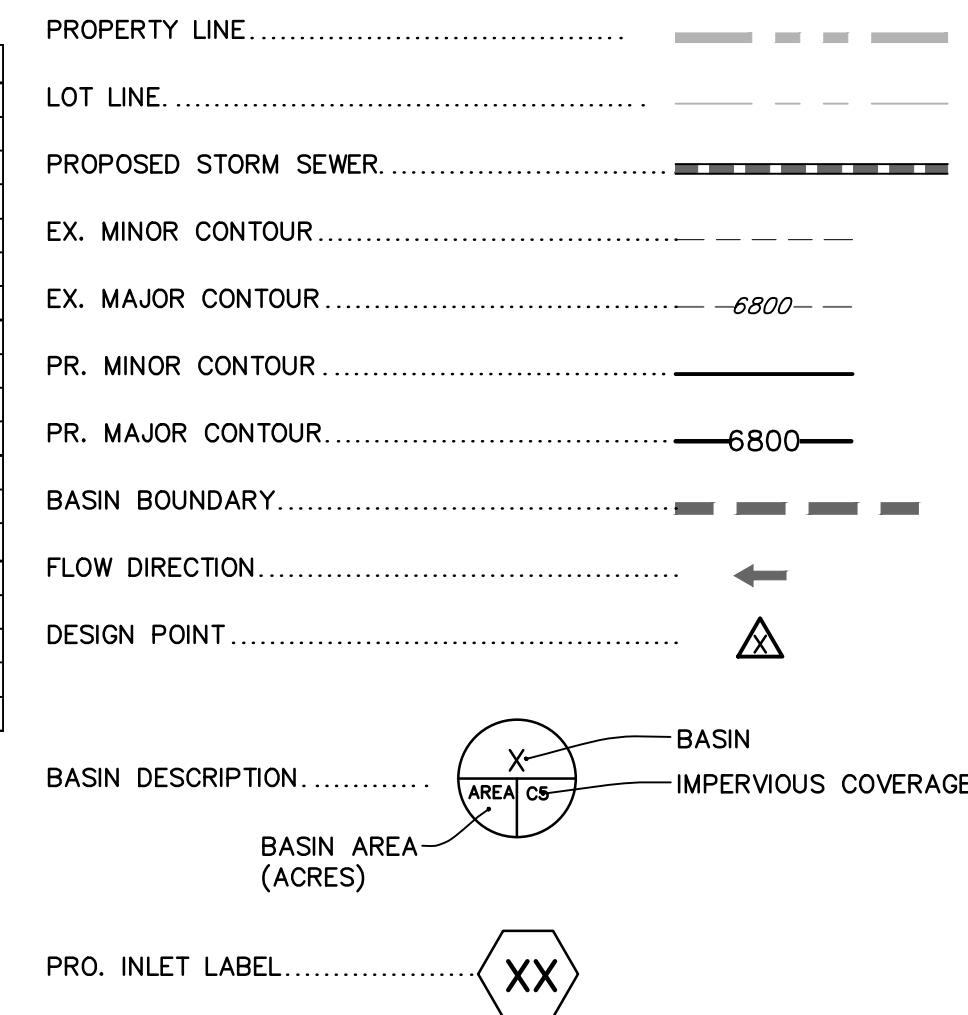 PROPERTY LINE
LOT LINE
PROPOSED STORM SEWER
EX. MINOR CONTOUR
EX. MAJOR CONTOUR 6800
PR. MINOR CONTOUR
PR. MAJOR CONTOUR 6800
BASIN BOUNDARY
FLOW DIRECTION
DESIGN POINT X
X BASIN
BASIN DESCRIPTION AREA C5 IMPERVIOUS COVERAGE
BASIN AREA
(ACRES)
PRO. INLET LABEL XX